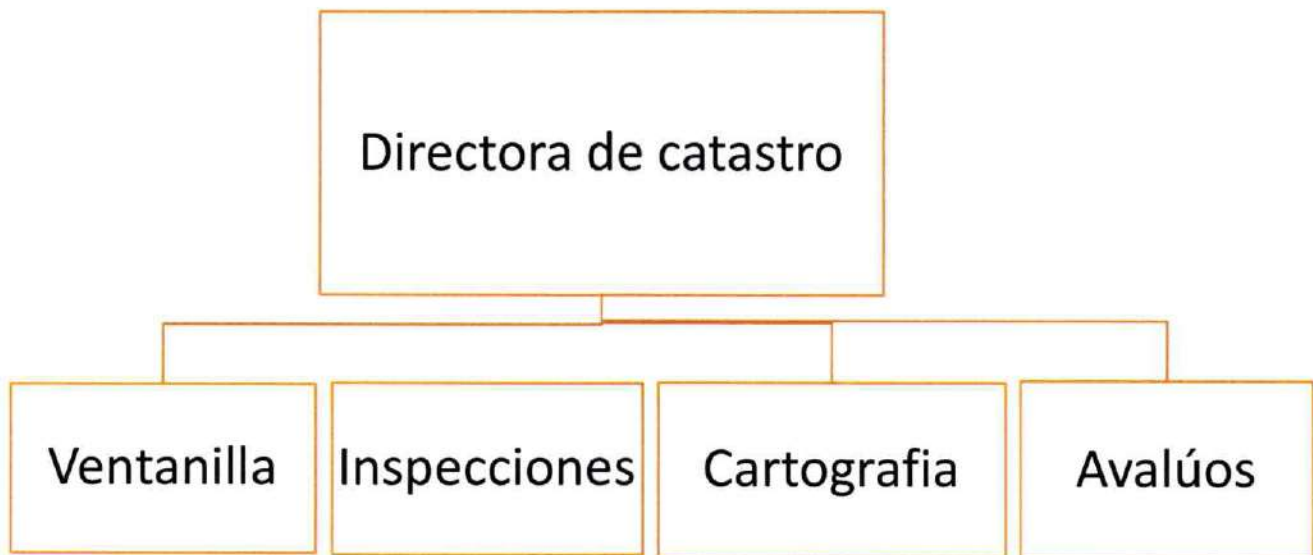 Directora de catastro
Ventanilla
Inspecciones
Cartografia
Avalúos